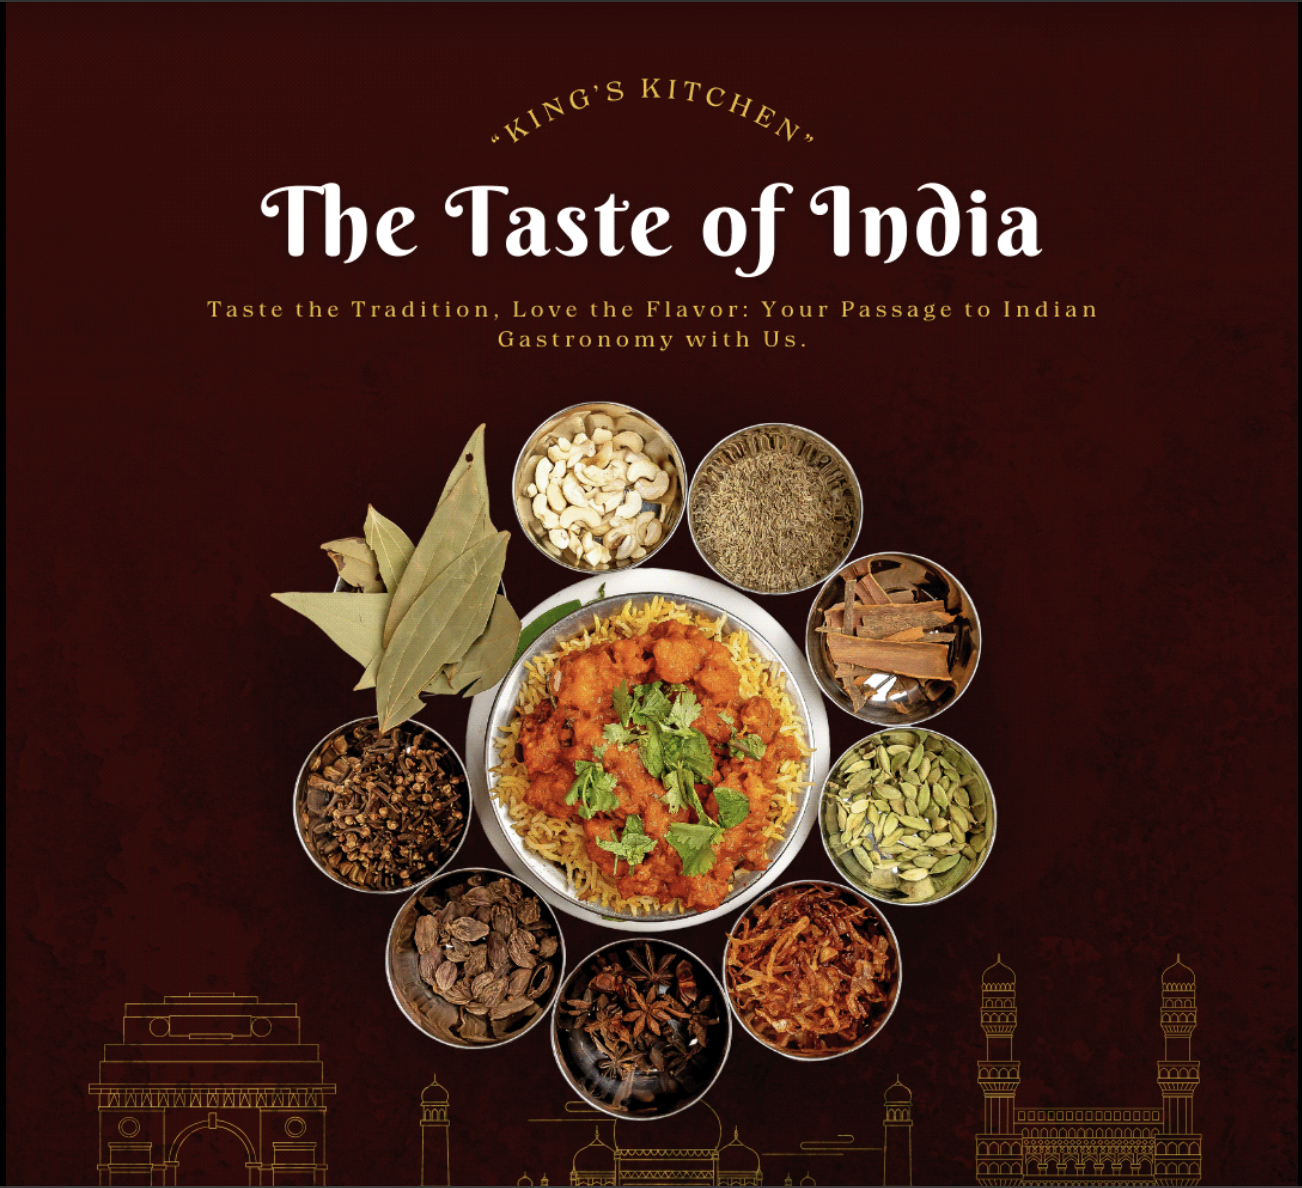 “KING’S KITCHEN”
The Taste of India
Taste the Tradition, Love the Flavor: Your Passage to Indian
Gastronomy with Us.